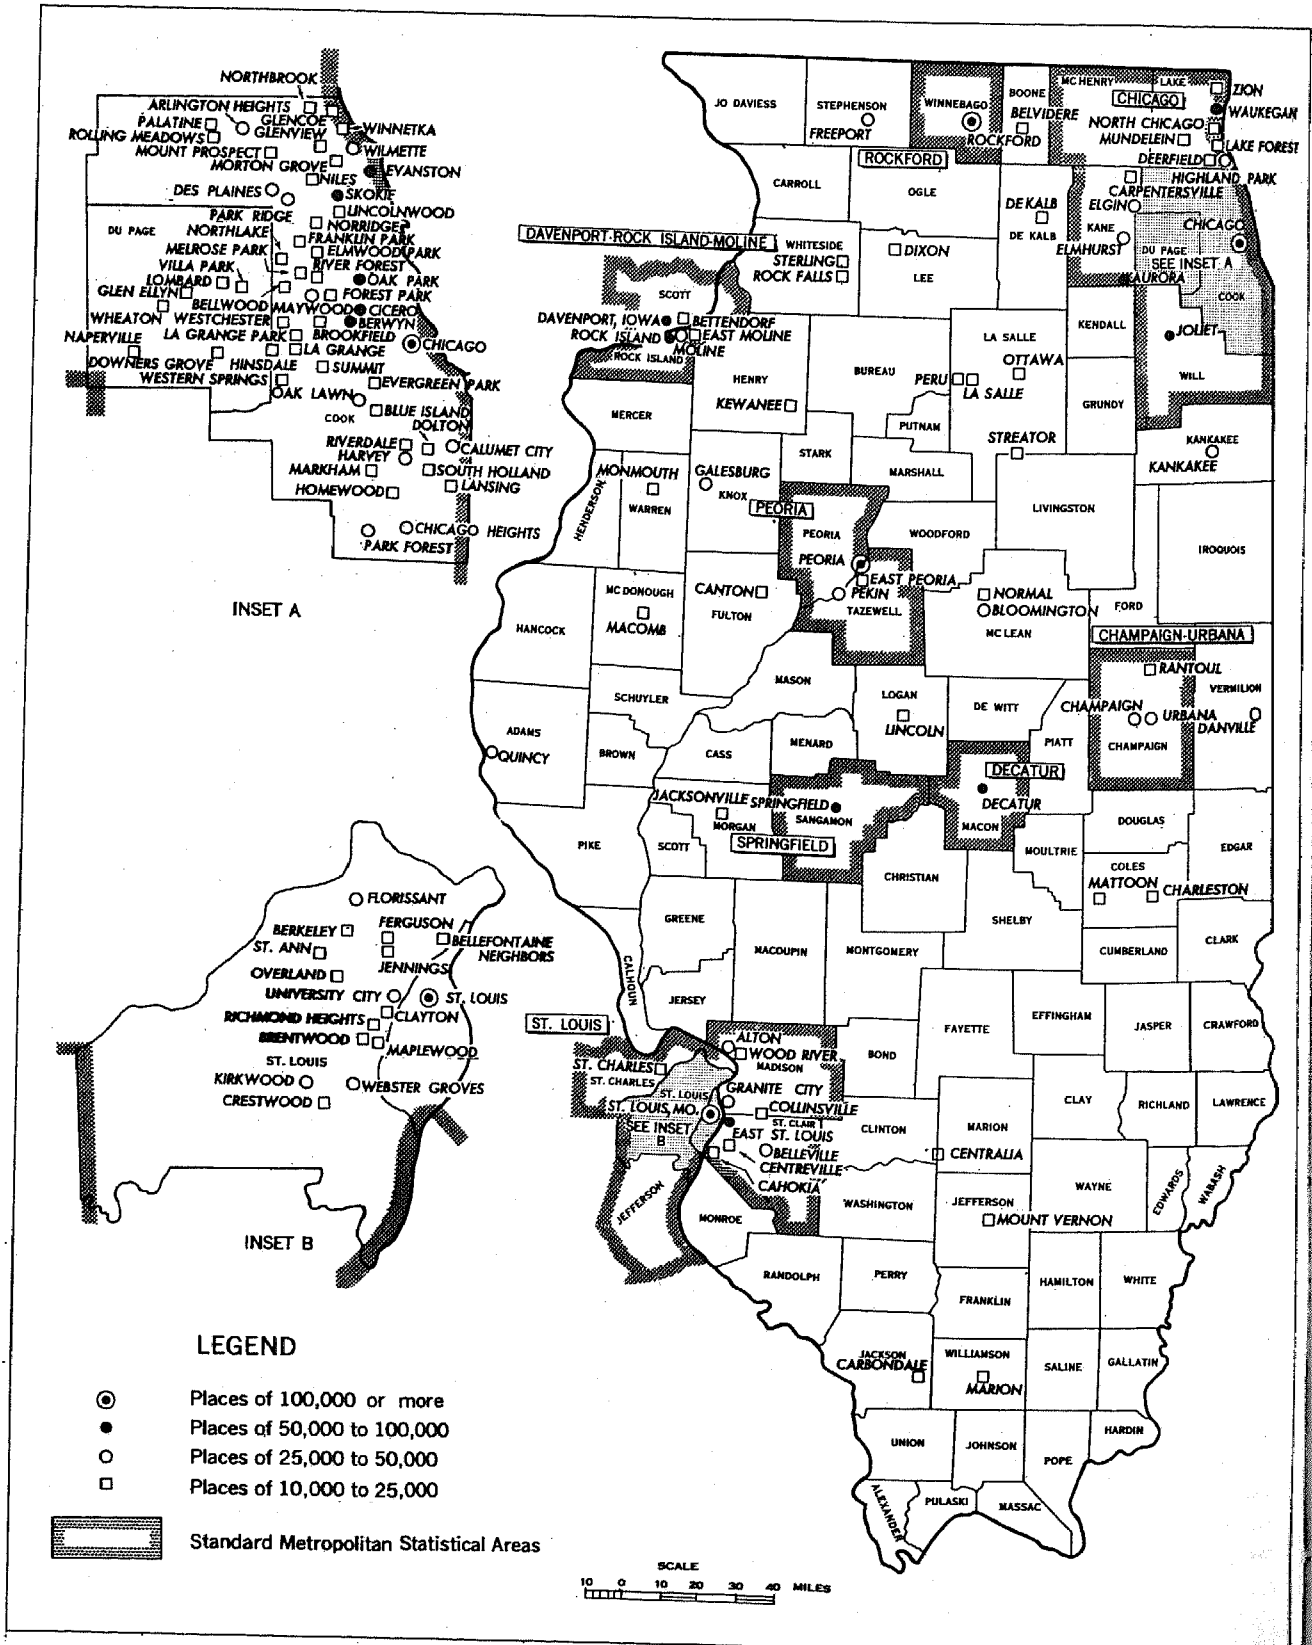 NORTHBROOK
ARLINGTON HEIGHTS
GLENCOE
PALATINE
GLENVIEW
WINNETKA
ROLLING MEADOWS
MOUNT PROSPECT
WILMETTE
MORTON GROVE
EVANSTON
NILES
DES PLAINES
SKOKIE
LINCOLNWOOD
PARK RIDGE
NORRIDGE
DU PAGE
NORTHLAKE
FRANKLIN PARK
MELROSE PARK
ELMWOOD PARK
VILLA PARK
RIVER FOREST
LOMBARD
OAK PARK
GLEN ELLYN
FOREST PARK
BELLWOOD
MAYWOOD
CICERO
WHEATON
WESTCHESTER
BERWYN
NAPERVILLE
LA GRANGE PARK
BROOKFIELD
CHICAGO
LA GRANGE
DOWNERS GROVE
HINSDALE
SUMMIT
WESTERN SPRINGS
EVERGREEN PARK
OAK LAWN
COOK
BLUE ISLAND
DOLTON
RIVERDALE
CALUMET CITY
HARVEY
MARKHAM
SOUTH HOLLAND
HOMEWOOD
LANSING
CHICAGO HEIGHTS
PARK FOREST
INSET A
JO DAVIESS
STEPHENSON
FREEPORT
WINNEBAGO
ROCKFORD
ROCKFORD
BOONE
BELVIDERE
MC HENRY
LAKE
CHICAGO
ZION
WAUKEGAN
NORTH CHICAGO
MUNDELEIN
LAKE FOREST
DEERFIELD
HIGHLAND PARK
CARPENTERSVILLE
ELGIN
CARROLL
OGLE
DE KALB
DE KALB
KANE
ELMHURST
CHICAGO
DU PAGE
SEE INSET A
AURORA
COOK
DAVENPORT-ROCK ISLAND-MOLINE
WHITESIDE
STERLING
ROCK FALLS
DIXON
LEE
SCOTT
DAVENPORT, IOWA
BETTENDORF
ROCK ISLAND
EAST MOLINE
MOLINE
ROCK ISLAND
LA SALLE
KENDALL
JOLIET
WILL
OTTAWA
PERU
LA SALLE
HENRY
BUREAU
KEWANEE
MERCER
PUTNAM
GRUNDY
STREATOR
KANKAKEE
KANKAKEE
STARK
MARSHALL
MONMOUTH
GALESBURG
KNOX
HENDERSON
WARREN
PEORIA
PEORIA
LIVINGSTON
WOODFORD
IROQUOIS
PEORIA
EAST PEORIA
PEKIN
TAZEWELL
MC DONOUGH
CANTON
FULTON
NORMAL
BLOOMINGTON
FORD
HANCOCK
MACOMB
MC LEAN
CHAMPAIGN-URBANA
RANTOUL
MASON
VERMILION
SCHUYLER
LOGAN
LINCOLN
DE WITT
CHAMPAIGN
URBANA
DANVILLE
ADAMS
QUINCY
BROWN
CASS
MENARD
PIATT
CHAMPAIGN
DECATUR
JACKSONVILLE
SPRINGFIELD
DECATUR
MORGAN
SANGAMON
MACON
DOUGLAS
PIKE
SCOTT
SPRINGFIELD
MOULTRIE
EDGAR
COLES
CHRISTIAN
MATTOON
CHARLESTON
GREENE
SHELBY
MACOUPIN
MONTGOMERY
CUMBERLAND
CLARK
CALHOUN
JERSEY
ST. LOUIS
FAYETTE
EFFINGHAM
JASPER
CRAWFORD
ALTON
WOOD RIVER
MADISON
BOND
ST. CHARLES
ST. CHARLES
GRANITE CITY
ST. LOUIS
ST. LOUIS, MO.
COLLINSVILLE
CLAY
RICHLAND
LAWRENCE
SEE INSET
B
ST. CLAIR
EAST ST. LOUIS
CLINTON
MARION
BELLEVILLE
CENTREVILLE
CENTRALIA
CAHOKIA
JEFFERSON
WAYNE
EDWARDS
WABASH
MONROE
WASHINGTON
JEFFERSON
MOUNT VERNON
RANDOLPH
PERRY
HAMILTON
WHITE
FRANKLIN
JACKSON
CARBONDALE
WILLIAMSON
MARION
SALINE
GALLATIN
UNION
JOHNSON
HARDIN
POPE
ALEXANDER
PULASKI
MASSAC
FLORISSANT
BERKELEY
FERGUSON
BELLEFONTAINE
NEIGHBORS
ST. ANN
JENNINGS
OVERLAND
UNIVERSITY CITY
ST. LOUIS
RICHMOND HEIGHTS
CLAYTON
BRENTWOOD
MAPLEWOOD
ST. LOUIS
KIRKWOOD
WEBSTER GROVES
CRESTWOOD
INSET B
LEGEND
Places of 100,000 or more
Places of 50,000 to 100,000
Places of 25,000 to 50,000
Places of 10,000 to 25,000
Standard Metropolitan Statistical Areas
SCALE
10 0 10 20 30 40 MILES